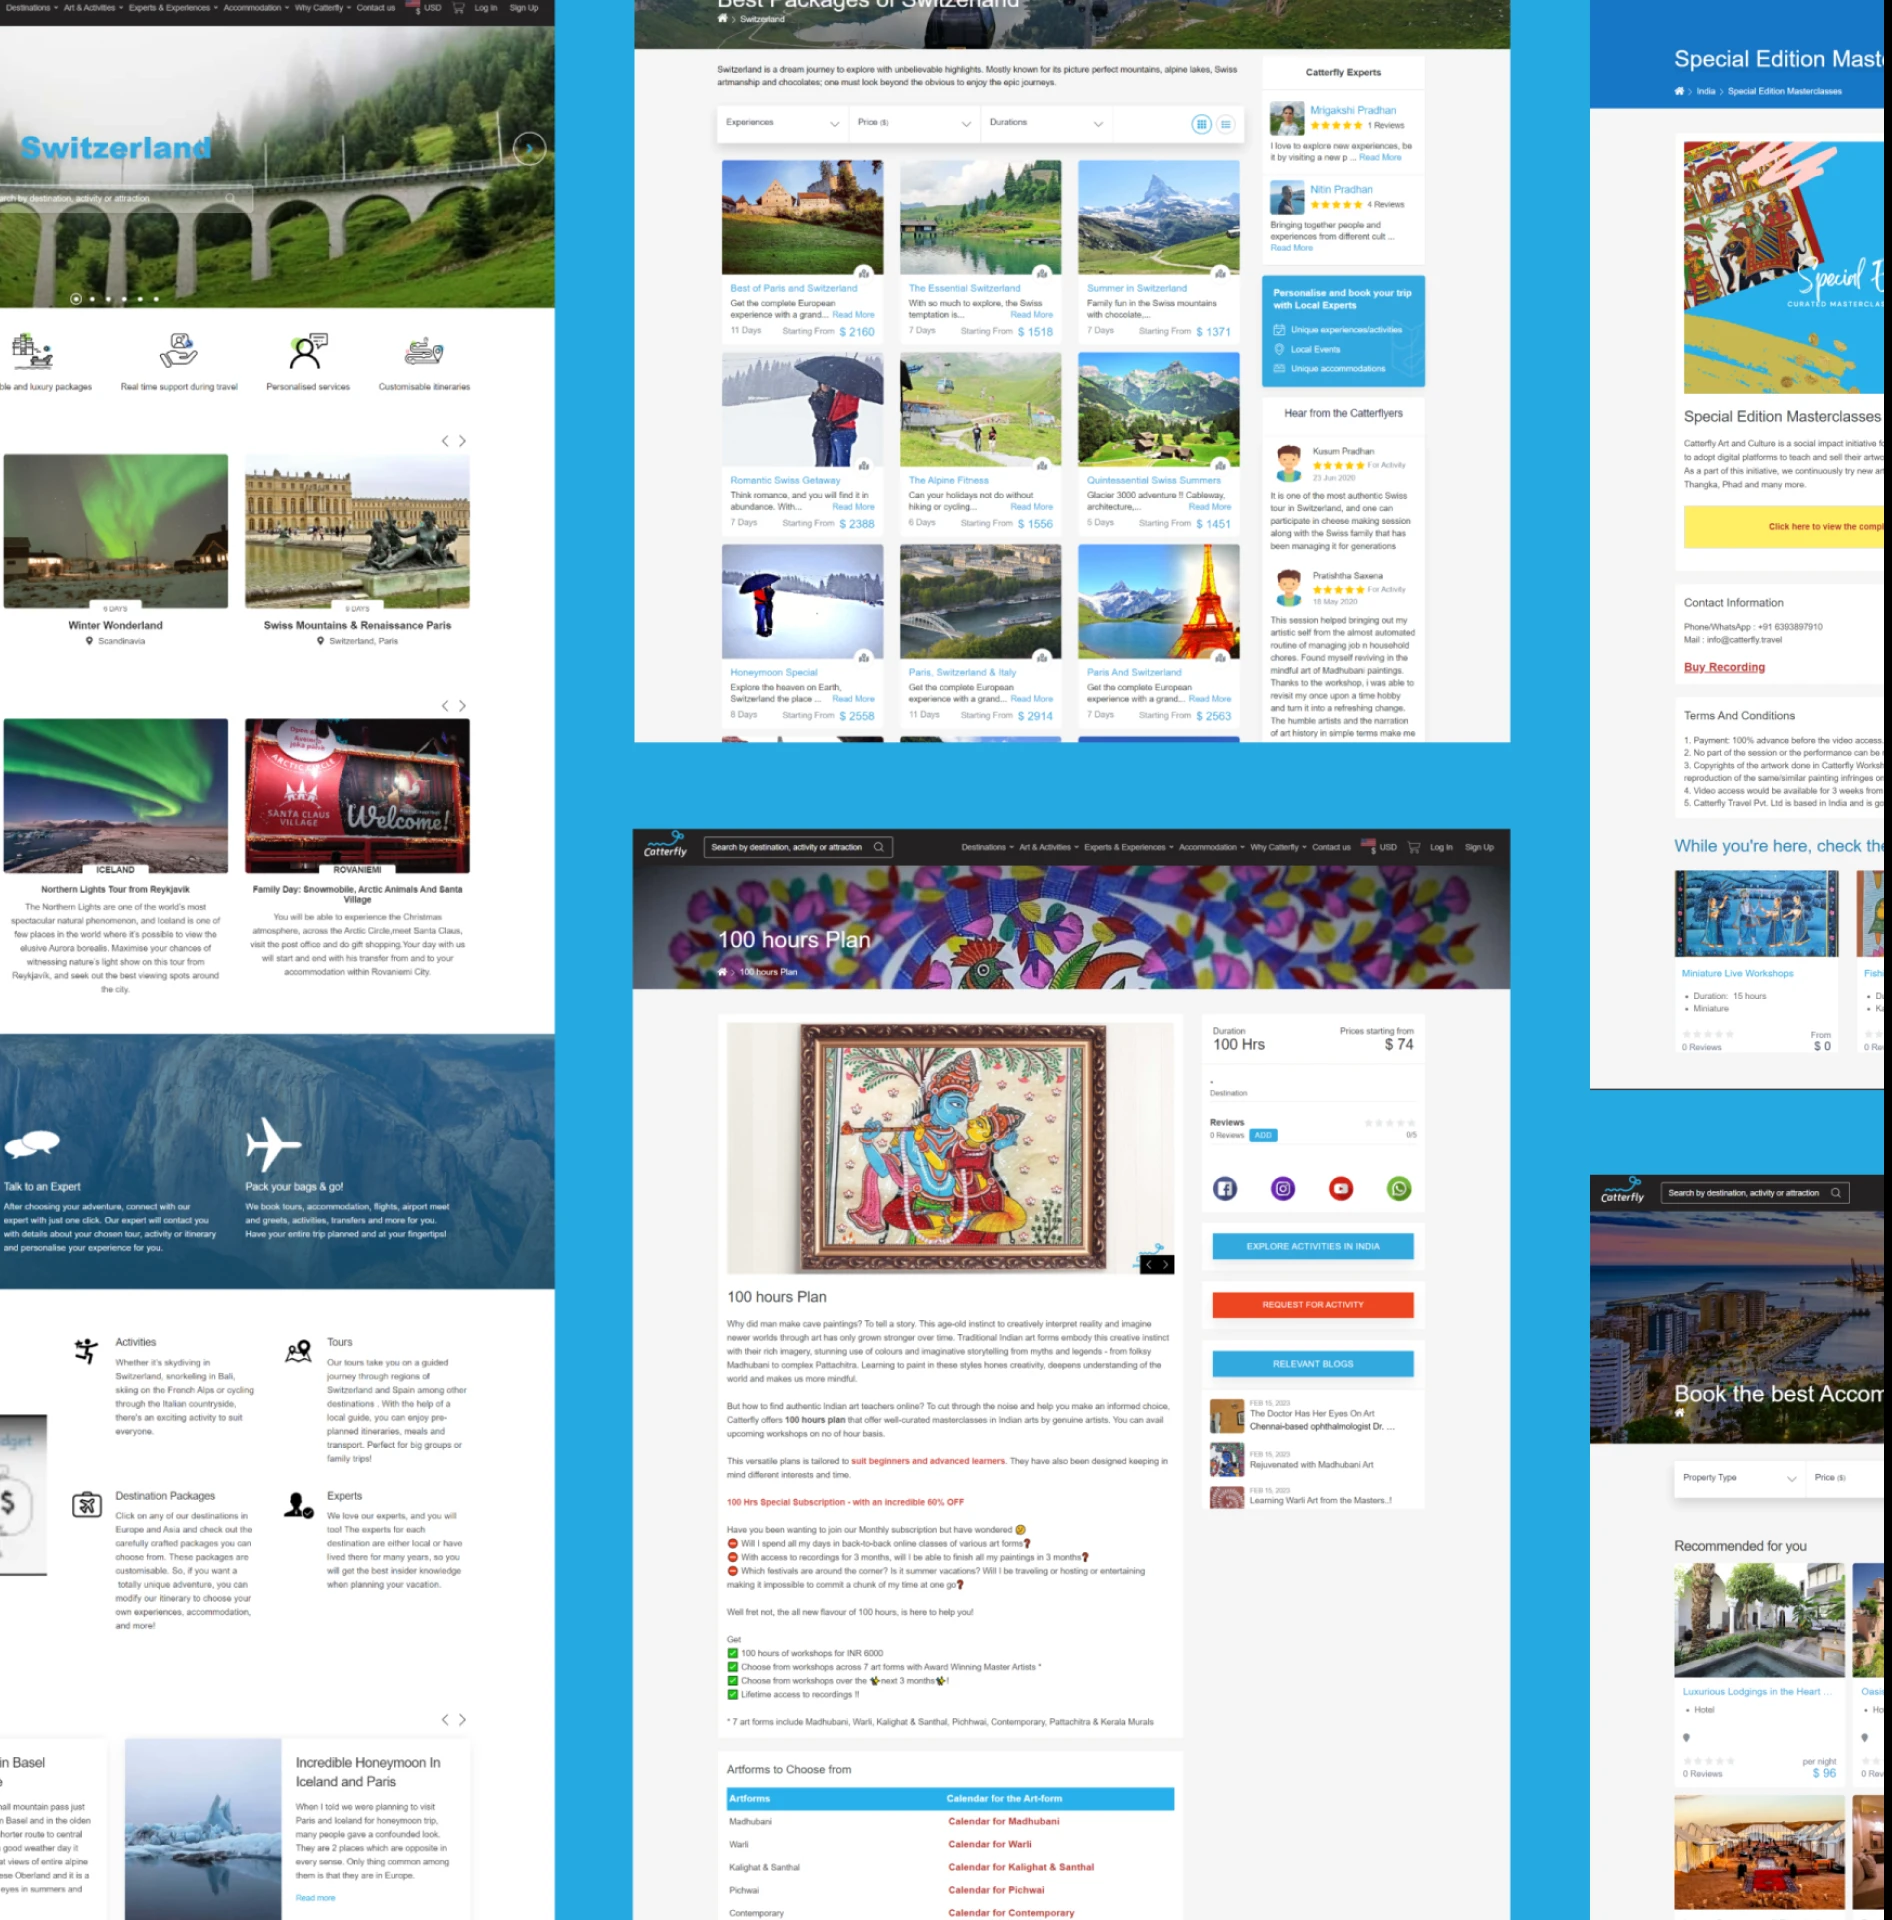 Destinations Art & Activities Experts & Experiences Accommodation Why Catterfly Contact us USD Log In Sign Up
Switzerland
arch by destination, activity or attraction
ble and luxury packages
Real time support during travel
Personalised services
Customisable itineraries
6 DAYS
Winter Wonderland
Scandinavia
9 DAYS
Swiss Mountains & Renaissance Paris
Switzerland, Paris
SANTA CLAUS
VILLAGE
Welcome!
ICELAND
Northern Lights Tour from Reykjavik
The Northern Lights are one of the world's most
spectacular natural phenomenon, and Iceland is one of
few places in the world where it's possible to view the
elusive Aurora borealis. Maximise your chances of
witnessing nature's light show on this tour from
Reykjavik, and seek out the best viewing spots around
the city.
ROVANIEMI
Family Day: Snowmobile, Arctic Animals And Santa
Village
You will be able to experience the Christmas
atmosphere, across the Arctic Circle,meet Santa Claus,
visit the post office and do gift shopping.Your day with us
will start and end with his transfer from and to your
accommodation within Rovaniemi City.
Talk to an Expert
After choosing your adventure, connect with our
expert with just one click. Our expert will contact you
with details about your chosen tour, activity or itinerary
and personalise your experience for you.
Pack your bags & go!
We book tours, accommodation, flights, airport meet
and greets, activities, transfers and more for you.
Have your entire trip planned and at your fingertips!
dget
$
Activities
Whether it's skydiving in
Switzerland, snorkeling in Bali,
skiing on the French Alps or cycling
through the Italian countryside,
there's an exciting activity to suit
everyone.
Tours
Our tours take you on a guided
journey through regions of
Switzerland and Spain among other
destinations . With the help of a
local guide, you can enjoy pre-
planned itineraries, meals and
transport. Perfect for big groups or
family trips!
Destination Packages
Click on any of our destinations in
Europe and Asia and check out the
carefully crafted packages you can
choose from. These packages are
customisable. So, if you want a
totally unique adventure, you can
modify our itinerary to choose your
own experiences, accommodation,
and more!
Experts
We love our experts, and you will
too! The experts for each
destination are either local or have
lived there for many years, so you
will get the best insider knowledge
when planning your vacation.
in Basel
e
all mountain pass just
n Basel and in the olden
horter route to central
good weather day it
at views of entire alpine
ese Oberland and it is a
eyes in summers and
Incredible Honeymoon In
Iceland and Paris
When I told we were planning to visit
Paris and Iceland for honeymoon trip,
many people gave a confounded look.
They are 2 places which are opposite in
every sense. Only thing common among
them is that they are in Europe.
Read more
Best Packages of Switzerland
Switzerland
Switzerland is a dream journey to explore with unbelievable highlights. Mostly known for its picture perfect mountains, alpine lakes, Swiss
artmanship and chocolates; one must look beyond the obvious to enjoy the epic journeys.
Experiences Price ($) Durations
Best of Paris and Switzerland
Get the complete European
experience with a grand... Read More
11 Days Starting From $ 2160
The Essential Switzerland
With so much to explore, the Swiss
temptation is... Read More
7 Days Starting From $ 1518
Summer in Switzerland
Family fun in the Swiss mountains
with chocolate,...
7 Days Starting From $ 1371
Romantic Swiss Getaway
Think romance, and you will find it in
abundance. With... Read More
7 Days Starting From $ 2388
The Alpine Fitness
Can your holidays not do without
hiking or cycling... Read More
6 Days Starting From $ 1556
Quintessential Swiss Summers
Glacier 3000 adventure !! Cableway,
architecture,... Read More
5 Days Starting From $ 1451
Honeymoon Special
Explore the heaven on Earth,
Switzerland the place ... Read More
8 Days Starting From $ 2558
Paris, Switzerland & Italy
Get the complete European
experience with a grand... Read More
11 Days Starting From $ 2914
Paris And Switzerland
Get the complete European
experience with a grand... Read More
7 Days Starting From $ 2563
Catterfly Experts
Mrigakshi Pradhan
1 Reviews
I love to explore new experiences, be
it by visiting a new p ... Read More
Nitin Pradhan
4 Reviews
Bringing together people and
experiences from different cult ...
Read More
Personalise and book your trip
with Local Experts
Unique experiences/activities
Local Events
Unique accommodations
Hear from the Catterflyers
Kusum Pradhan
For Activity
23 Jun 2020
It is one of the most authentic Swiss
tour in Switzerland, and one can
participate in cheese making session
along with the Swiss family that has
been managing it for generations
Pratishtha Saxena
For Activity
18 May 2020
This session helped bringing out my
artistic self from the almost automated
routine of managing job n household
chores. Found myself reviving in the
mindful art of Madhubani paintings.
Thanks to the workshop, i was able to
revisit my once upon a time hobby
and turn it into a refreshing change.
The humble artists and the narration
of art history in simple terms make me
Catterfly
Search by destination, activity or attraction
Destinations Art & Activities Experts & Experiences Accommodation Why Catterfly Contact us USD Log In Sign Up
100 hours Plan
100 hours Plan
100 hours Plan
Why did man make cave paintings? To tell a story. This age-old instinct to creatively interpret reality and imagine
newer worlds through art has only grown stronger over time. Traditional Indian art forms embody this creative instinct
with their rich imagery, stunning use of colours and imaginative storytelling from myths and legends - from folksy
Madhubani to complex Pattachitra. Learning to paint in these styles hones creativity, deepens understanding of the
world and makes us more mindful.
But how to find authentic Indian art teachers online? To cut through the noise and help you make an informed choice,
Catterfly offers 100 hours plan that offer well-curated masterclasses in Indian arts by genuine artists. You can avail
upcoming workshops on no of hour basis.
This versatile plans is tailored to suit beginners and advanced learners. They have also been designed keeping in
mind different interests and time.
100 Hrs Special Subscription - with an incredible 60% OFF
Have you been wanting to join our Monthly subscription but have wondered 🤔
⛔ Will I spend all my days in back-to-back online classes of various art forms❓
⛔ With access to recordings for 3 months, will I be able to finish all my paintings in 3 months❓
⛔ Which festivals are around the corner? Is it summer vacations? Will I be traveling or hosting or entertaining
making it impossible to commit a chunk of my time at one go❓
Well fret not, the all new flavour of 100 hours, is here to help you!
Get
✅ 100 hours of workshops for INR 6000
✅ Choose from workshops across 7 art forms with Award Winning Master Artists *
✅ Choose from workshops over the next 3 months !
✅ Lifetime access to recordings !!
* 7 art forms include Madhubani, Warli, Kalighat & Santhal, Pichhwai, Contemporary, Pattachitra & Kerala Murals
Artforms to Choose from
Artforms Calendar for the Art-form
Madhubani Calendar for Madhubani
Warli Calendar for Warli
Kalighat & Santhal Calendar for Kalighat & Santhal
Pichwai Calendar for Pichwai
Contemporary Calendar for Contemporary
Duration Prices starting from
100 Hrs $ 74
Destination
Reviews
0 Reviews ADD 0/5
EXPLORE ACTIVITIES IN INDIA
REQUEST FOR ACTIVITY
RELEVANT BLOGS
FEB 15, 2023
The Doctor Has Her Eyes On Art
Chennai-based ophthalmologist Dr. ...
FEB 15, 2023
Rejuvenated with Madhubani Art
FEB 15, 2023
Learning Warli Art from the Masters..!
Special Edition Mast
India Special Edition Masterclasses
Special E
CURATED MASTERCLAS
Special Edition Masterclasses
Catterfly Art and Culture is a social impact initiative fo
to adopt digital platforms to teach and sell their artwo
As a part of this initiative, we continuously try new ar
Thangka, Phad and many more.
Click here to view the compl
Contact Information
Phone/WhatsApp : +91 6393897910
Mail : info@catterfly.travel
Buy Recording
Terms And Conditions
1. Payment: 100% advance before the video access.
2. No part of the session or the performance can be
3. Copyrights of the artwork done in Catterfly Worksh
reproduction of the same/similar painting infringes on
4. Video access would be available for 3 weeks from
5. Catterfly Travel Pvt. Ltd is based in India and is go
While you're here, check the
Miniature Live Workshops
Duration: 15 hours
Miniature
From
0 Reviews $ 0
Fish
Du
Ka
0 Rev
Catterfly
Search by destination, activity or attraction
Book the best Accom
Property Type Price ($)
Recommended for you
Luxurious Lodgings in the Heart ...
Hotel
per night
0 Reviews $ 96
Oasi
Ho
0 Rev